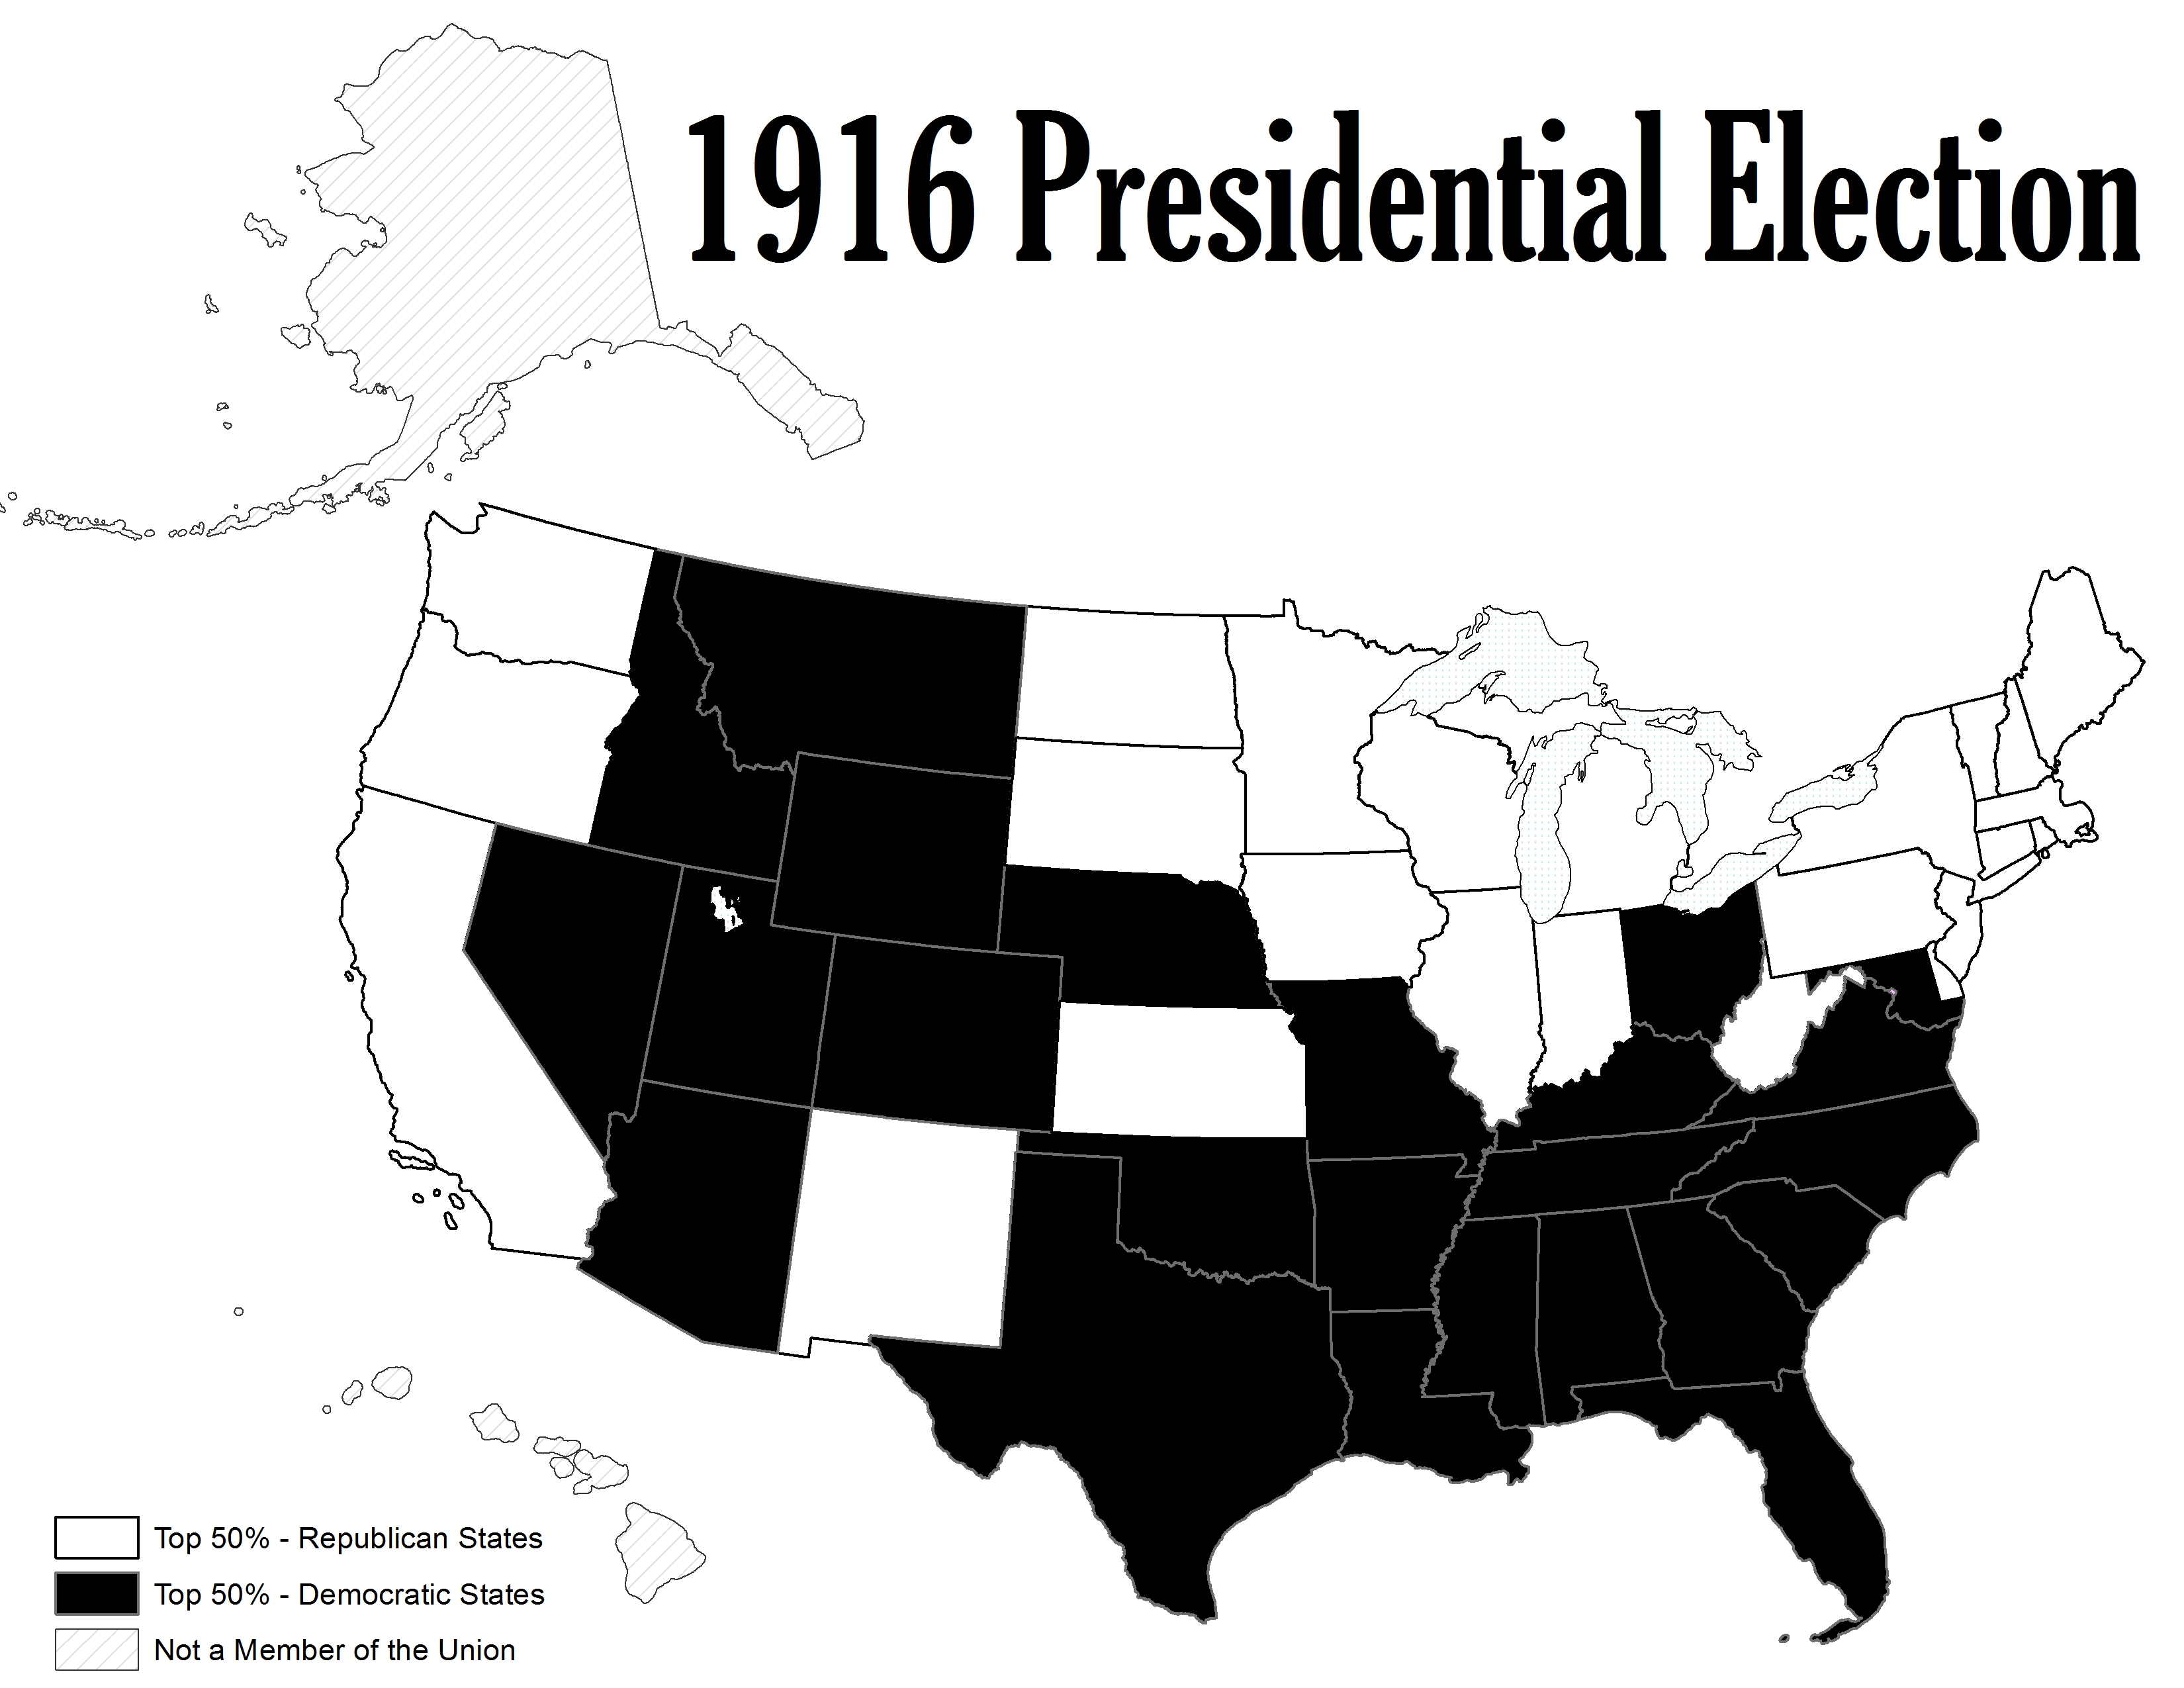 1916 Presidential Election
Top 50% - Republican States
Top 50% - Democratic States
Not a Member of the Union